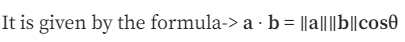 It is given by the formula-> a · b = ∥a∥∥b∥cosθ